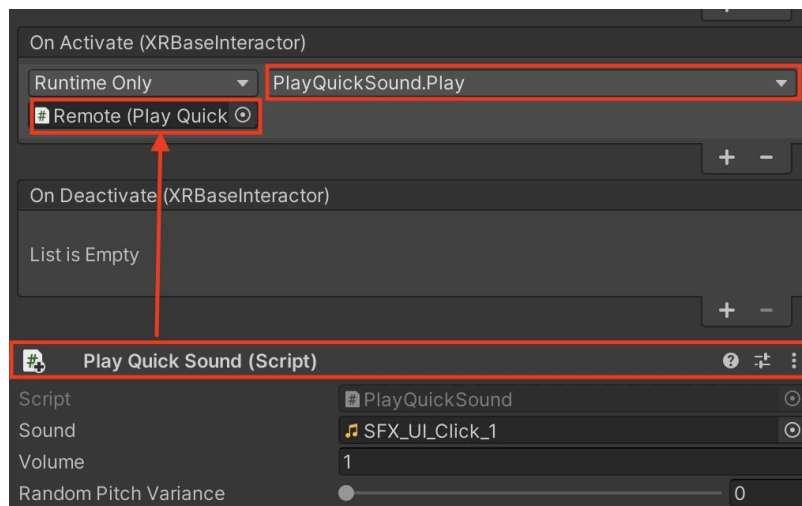 On Activate (XRBaseInteractor)
Runtime Only PlayQuickSound.Play
# Remote (Play Quick
+ -
On Deactivate (XRBaseInteractor)
List is Empty
+ -
# Play Quick Sound (Script) ?
Script # PlayQuickSound
Sound SFX_UI_Click_1
Volume 1
Random Pitch Variance 0